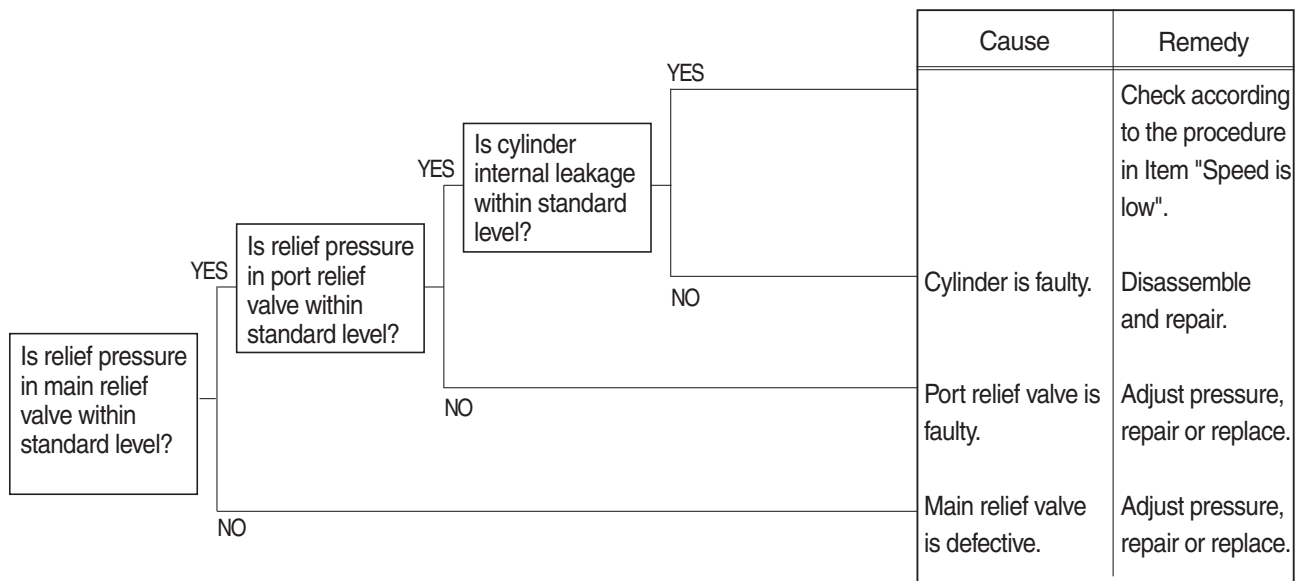 Cause
Remedy
YES
Check according
to the procedure
in Item "Speed is
low".
Is cylinder
internal leakage
within standard
level?
YES
NO
Cylinder is faulty.
Disassemble
and repair.
Is relief pressure
in port relief
valve within
standard level?
YES
NO
Port relief valve is
faulty.
Adjust pressure,
repair or replace.
Is relief pressure
in main relief
valve within
standard level?
NO
Main relief valve
is defective.
Adjust pressure,
repair or replace.